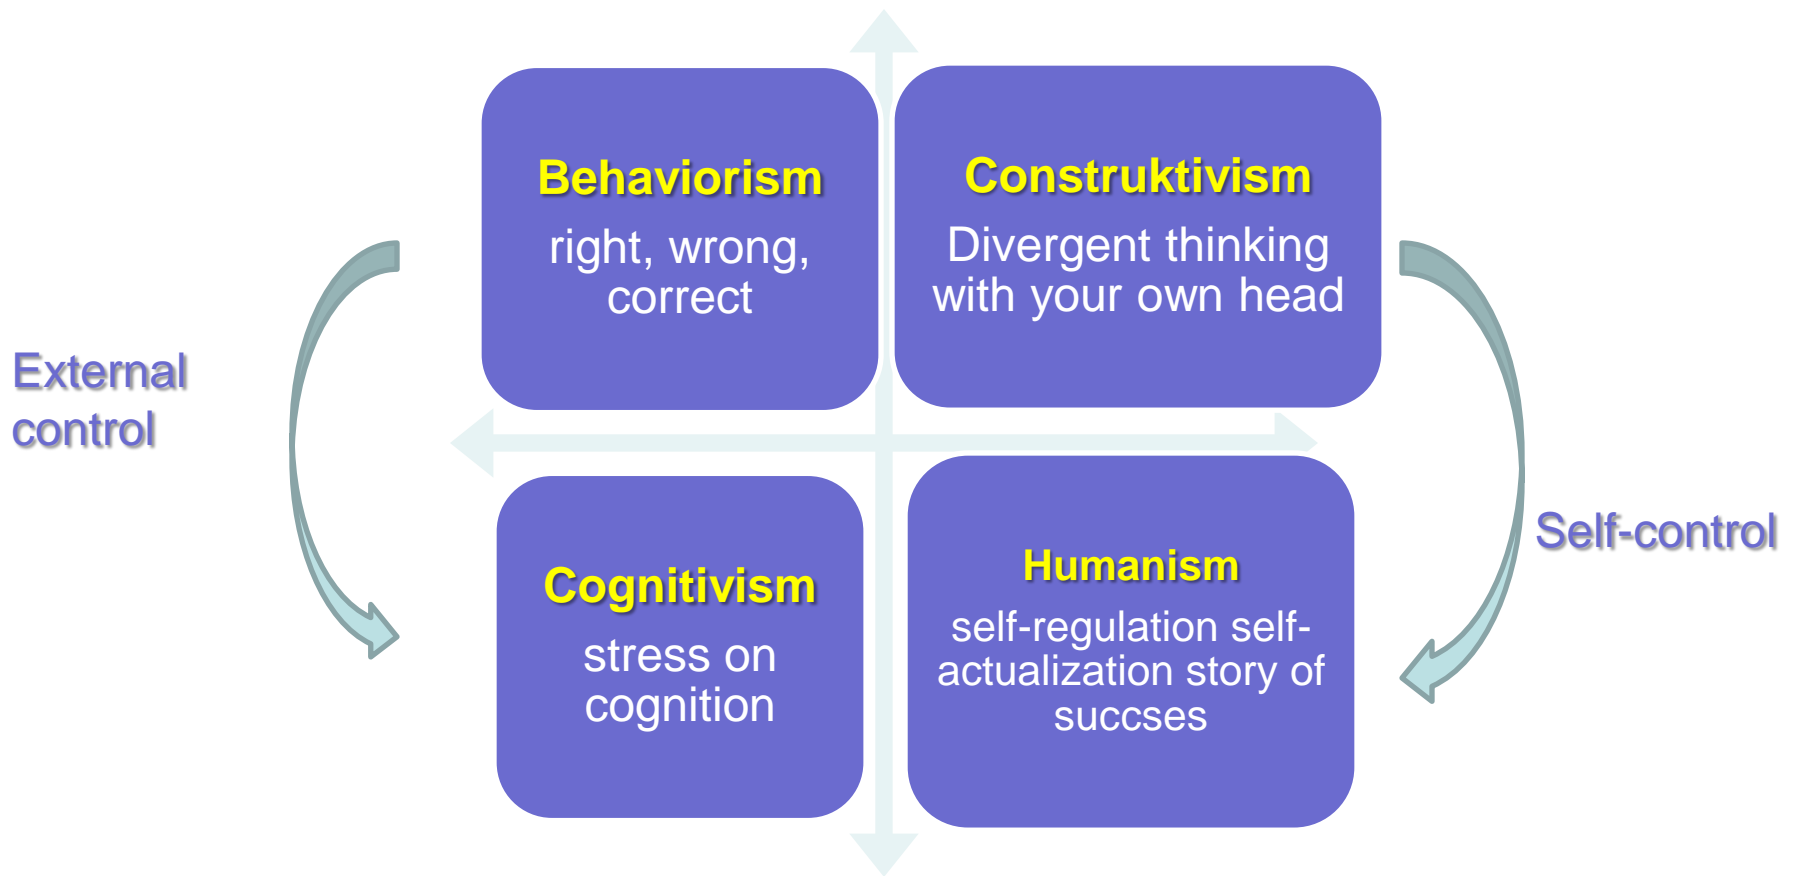 Behaviorism
right, wrong,
correct
Construktivism
Divergent thinking
with your own head
External
control
Cognitivism
stress on
cognition
Humanism
self-regulation self-
actualization story of
succses
Self-control